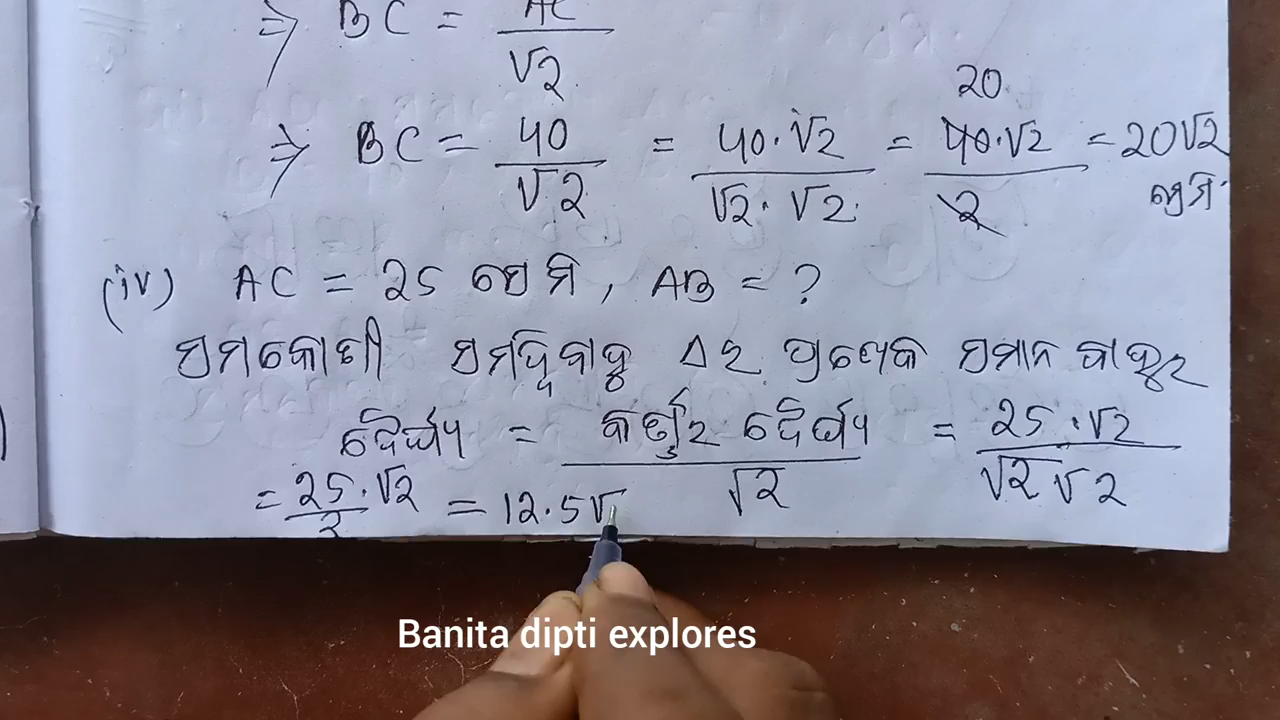 ⇒ BC = AC / √2
⇒ BC = 40 / √2 = 40·√2 / √2·√2 = 40·√2 / 2 = 20√2
20
ସେମି
(iv) AC = 25 ସେମି, AB = ?
ସମକୋଣୀ ସମଦ୍ବିବାହୁ Δର ପ୍ରତ୍ୟେକ ସମାନ ବାହୁର
ଦୈର୍ଘ୍ୟ = କର୍ଣ୍ଣର ଦୈର୍ଘ୍ୟ / √2 = 25·√2 / √2 √2
= 25·√2 / 2 = 12.5√
Banita dipti explores